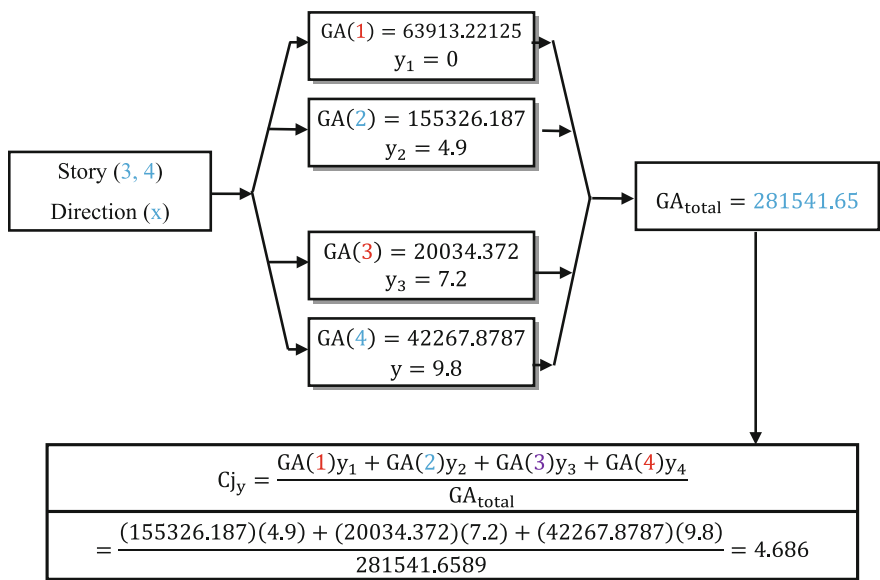 GA(1) = 63913.22125
y₁ = 0
GA(2) = 155326.187
y₂ = 4.9
Story (3, 4)
Direction (x)
GA(3) = 20034.372
y₃ = 7.2
GA(4) = 42267.8787
y = 9.8
GAtotal = 281541.65
Cjy = (GA(1)y₁ + GA(2)y₂ + GA(3)y₃ + GA(4)y₄) / GAtotal
= ((155326.187)(4.9) + (20034.372)(7.2) + (42267.8787)(9.8)) / 281541.6589 = 4.686